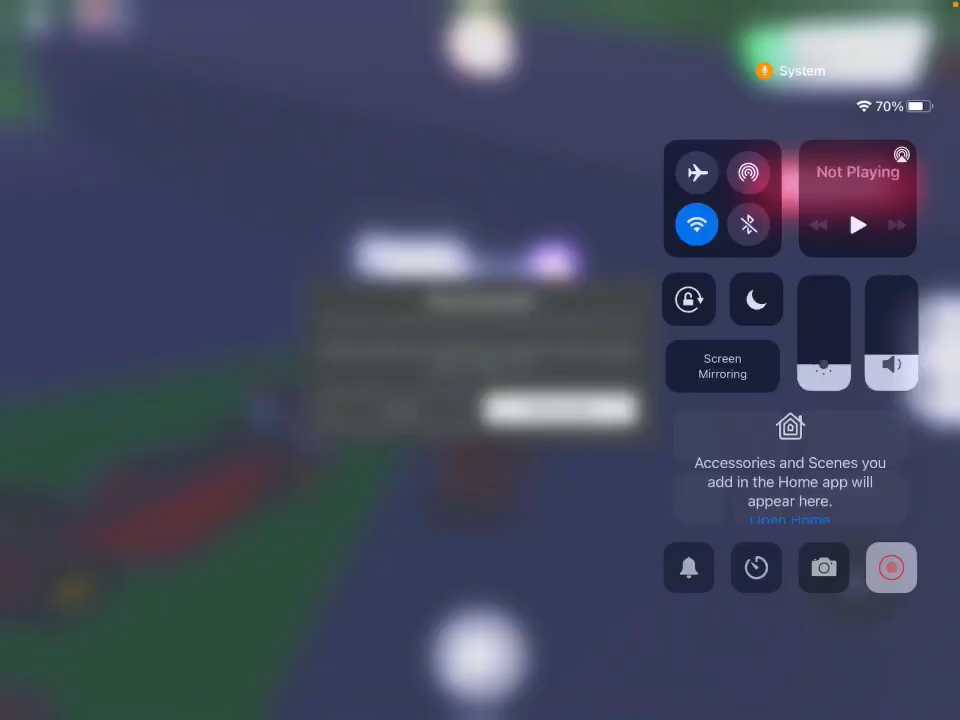 System
70%
Not Playing
Screen
Mirroring
Accessories and Scenes you
add in the Home app will
appear here.
Open Home